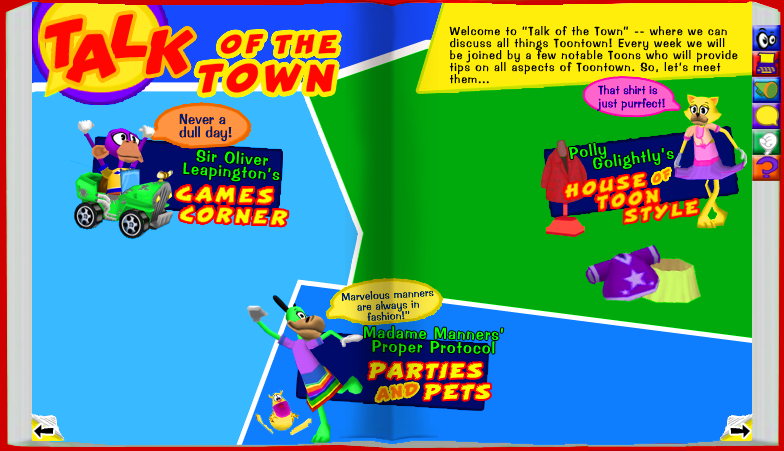 TALK
OF THE
TOWN
Welcome to "Talk of the Town" -- where we can
discuss all things Toontown! Every week we will
be joined by a few notable Toons who will provide
tips on all aspects of Toontown. So, let's meet
them...
Never a
dull day!
Sir Oliver
Leapington's
GAMES
CORNER
That shirt is
just purrfect!
Polly
Golightly's
HOUSE OF
TOON
STYLE
Marvelous manners
are always in
fashion!"
Madame Manners'
Proper Protocol
PARTIES
AND PETS
?